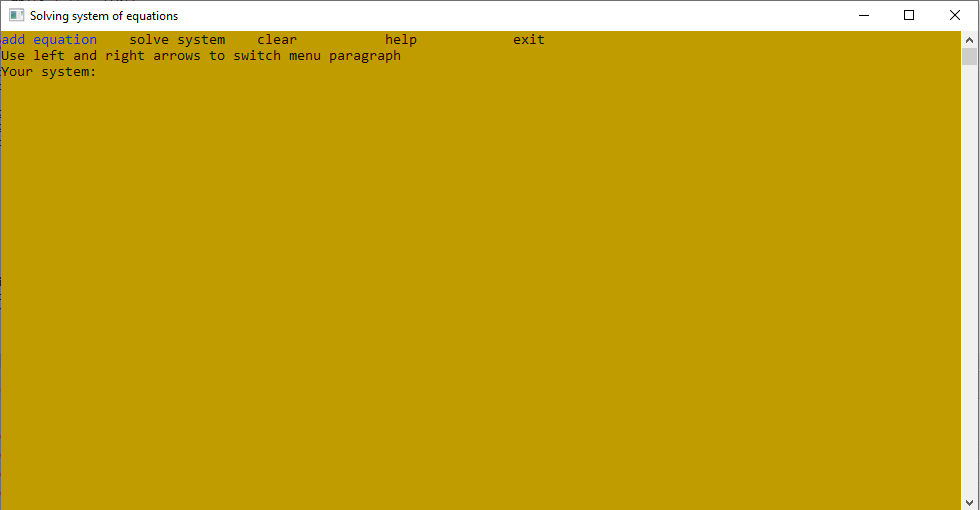 Solving system of equations
add equation    solve system    clear           help            exit
Use left and right arrows to switch menu paragraph
Your system: